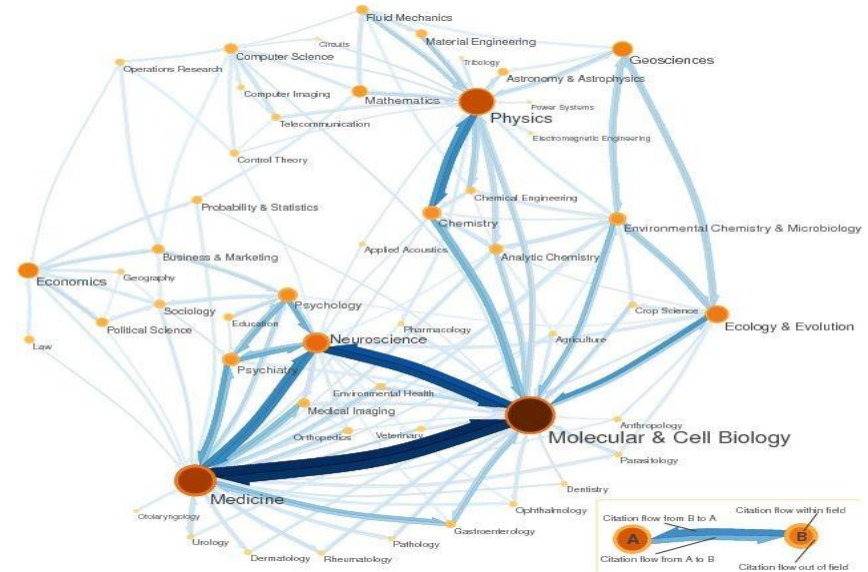 Fluid Mechanics
Circuits
Material Engineering
Computer Science
Geosciences
Tribology
Operations Research
Astronomy & Astrophysics
Computer Imaging
Mathematics
Power Systems
Physics
Telecommunication
Electromagnetic Engineering
Control Theory
Chemical Engineering
Probability & Statistics
Chemistry
Environmental Chemistry & Microbiology
Applied Acoustics
Analytic Chemistry
Business & Marketing
Geography
Economics
Psychology
Sociology
Crop Science
Education
Political Science
Ecology & Evolution
Pharmacology
Neuroscience
Agriculture
Law
Psychiatry
Environmental Health
Medical Imaging
Anthropology
Orthopedics
Veterinary
Molecular & Cell Biology
Parasitology
Dentistry
Medicine
Ophthalmology
Otolaryngology
Gastroenterology
Urology
Pathology
Dermatology
Rheumatology
Citation flow from B to A
Citation flow within field
A
B
Citation flow from A to B
Citation flow out of field